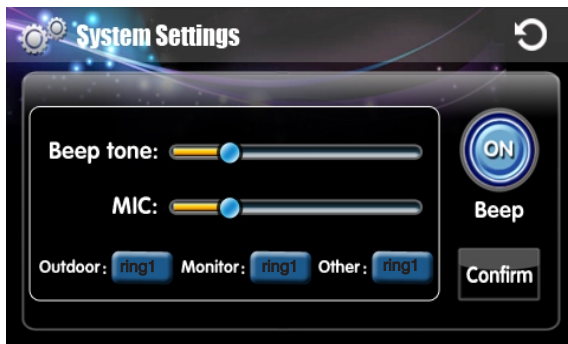 System Settings
Beep tone:
ON
MIC:
Beep
Outdoor: ring1 Monitor: ring1 Other: ring1
Confirm